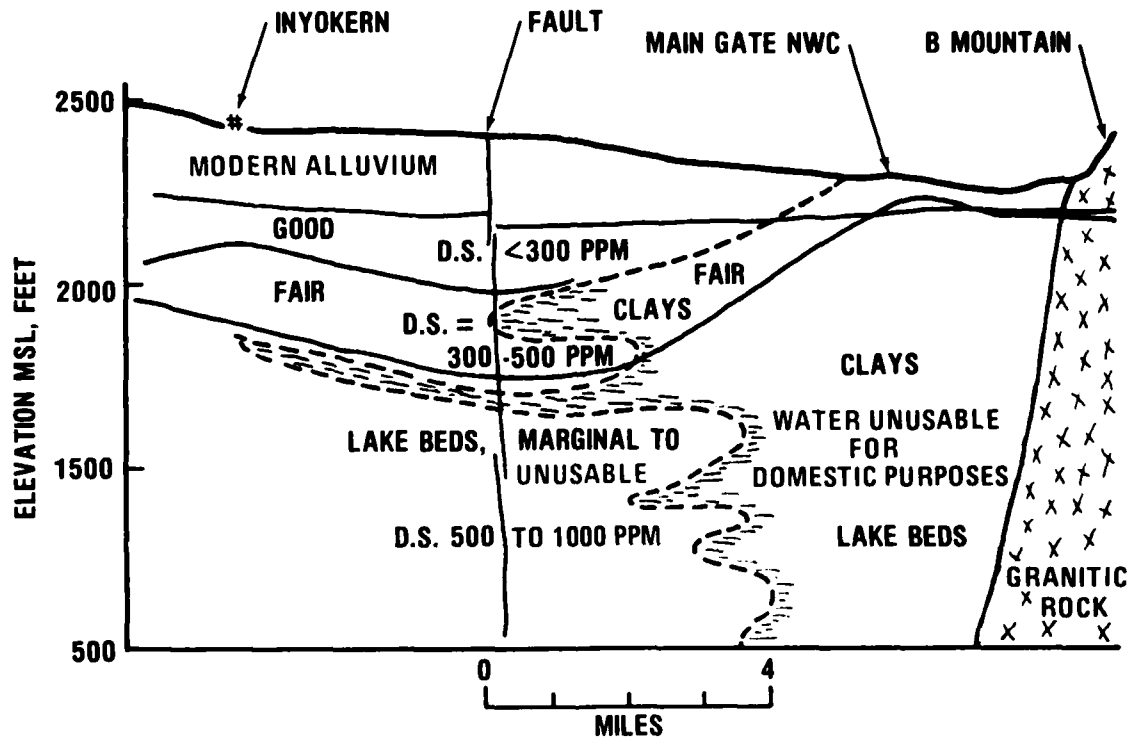 INYOKERN
FAULT
MAIN GATE NWC
B MOUNTAIN
2500
MODERN ALLUVIUM
GOOD
D.S. <300 PPM
2000
FAIR
FAIR
CLAYS
D.S. =
300-500 PPM
ELEVATION MSL, FEET
CLAYS
LAKE BEDS, MARGINAL TO
UNUSABLE
WATER UNUSABLE
FOR
DOMESTIC PURPOSES
1500
D.S. 500 TO 1000 PPM
LAKE BEDS
GRANITIC
ROCK
500
0
4
MILES